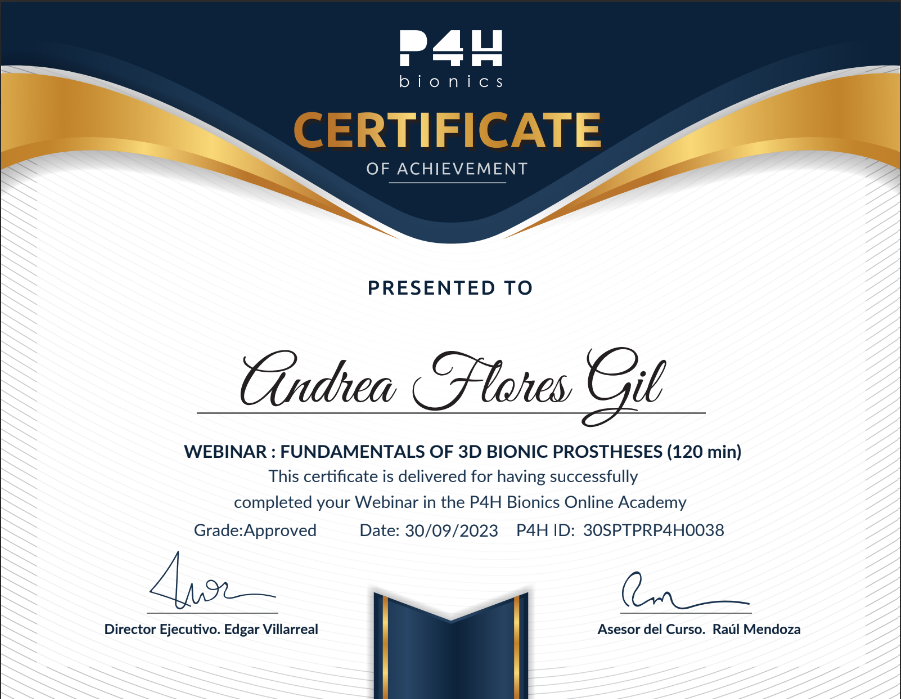 P4H
bionics
CERTIFICATE
OF ACHIEVEMENT
PRESENTED TO
Andrea Flores Gil
WEBINAR : FUNDAMENTALS OF 3D BIONIC PROSTHESES (120 min)
This certificate is delivered for having successfully
completed your Webinar in the P4H Bionics Online Academy
Grade:Approved Date: 30/09/2023 P4H ID: 30SPTPRP4H0038
Director Ejecutivo. Edgar Villarreal Asesor del Curso. Raúl Mendoza